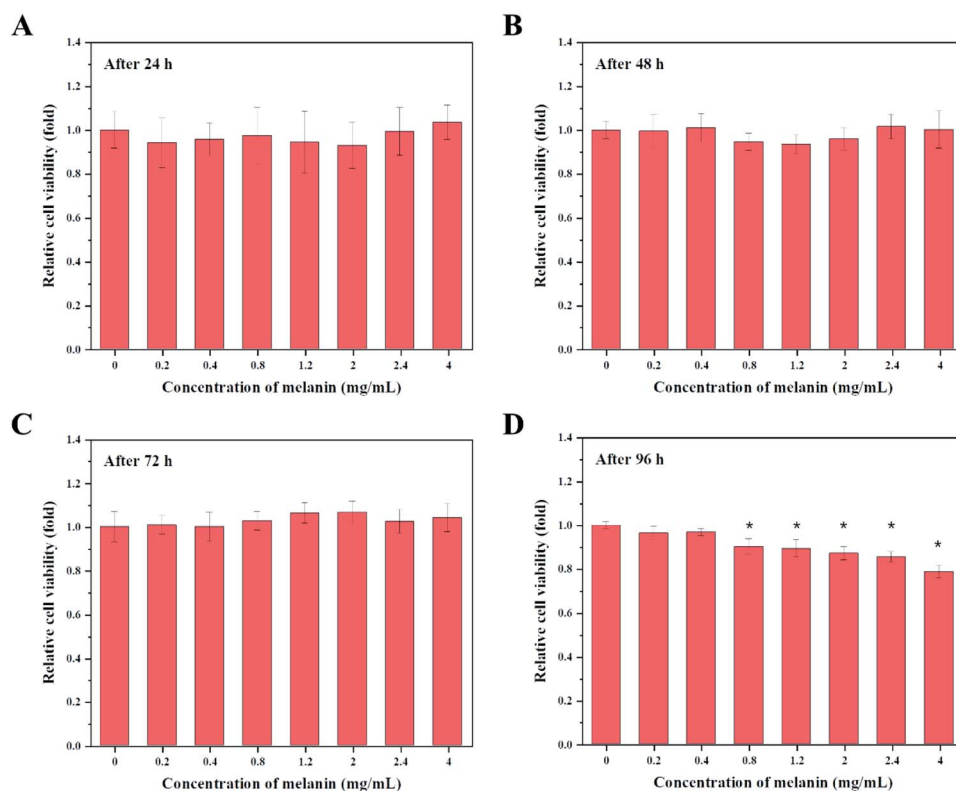 A
After 24 h
Relative cell viability (fold)
1.4
1.2
1.0
0.8
0.6
0.4
0.2
0.0
0 0.2 0.4 0.8 1.2 2 2.4 4
Concentration of melanin (mg/mL)
B
After 48 h
Relative cell viability (fold)
1.4
1.2
1.0
0.8
0.6
0.4
0.2
0.0
0 0.2 0.4 0.8 1.2 2 2.4 4
Concentration of melanin (mg/mL)
C
After 72 h
Relative cell viability (fold)
1.4
1.2
1.0
0.8
0.6
0.4
0.2
0.0
0 0.2 0.4 0.8 1.2 2 2.4 4
Concentration of melanin (mg/mL)
D
After 96 h
Relative cell viability (fold)
1.4
1.2
1.0
0.8
0.6
0.4
0.2
0.0
* * * * *
0 0.2 0.4 0.8 1.2 2 2.4 4
Concentration of melanin (mg/mL)